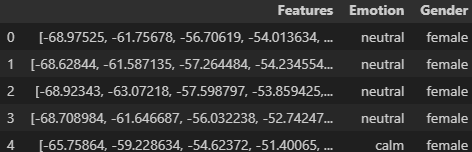 Features Emotion Gender
0 [-68.97525, -61.75678, -56.70619, -54.013634, ... neutral female
1 [-68.62844, -61.587135, -57.264484, -54.234554... neutral female
2 [-68.92343, -63.07218, -57.598797, -53.859425,... neutral female
3 [-68.708984, -61.646687, -56.032238, -52.74247... neutral female
4 [-65.75864, -59.228634, -54.62372, -51.40065, ... calm female